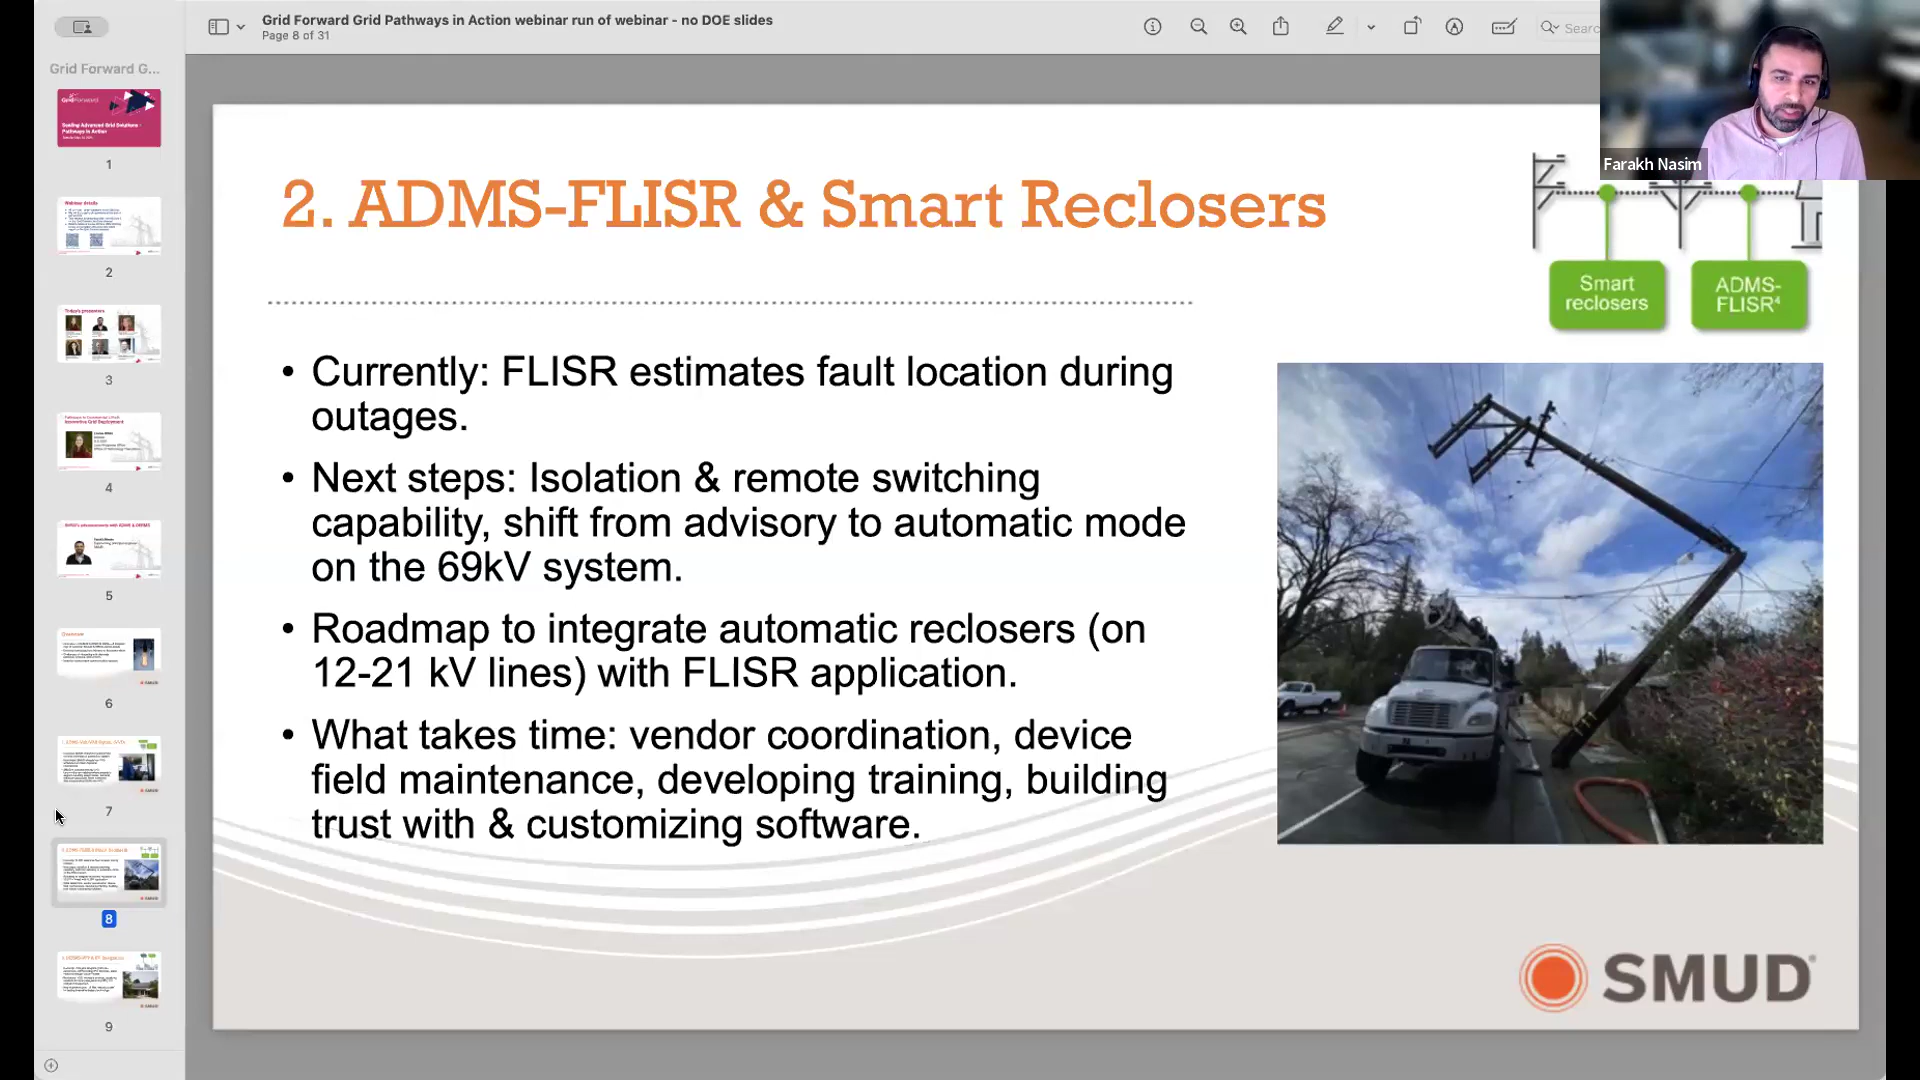 Grid Forward Grid Pathways in Action webinar run of webinar - no DOE slides
Page 8 of 31
Searc
Grid Forward G...
Farakh Nasim
1
2
3
4
5
6
7
8
9
2. ADMS-FLISR & Smart Reclosers
Smart
reclosers
ADMS-
FLISR⁴
• Currently: FLISR estimates fault location during
outages.
• Next steps: Isolation & remote switching
capability, shift from advisory to automatic mode
on the 69kV system.
• Roadmap to integrate automatic reclosers (on
12-21 kV lines) with FLISR application.
• What takes time: vendor coordination, device
field maintenance, developing training, building
trust with & customizing software.
SMUD®